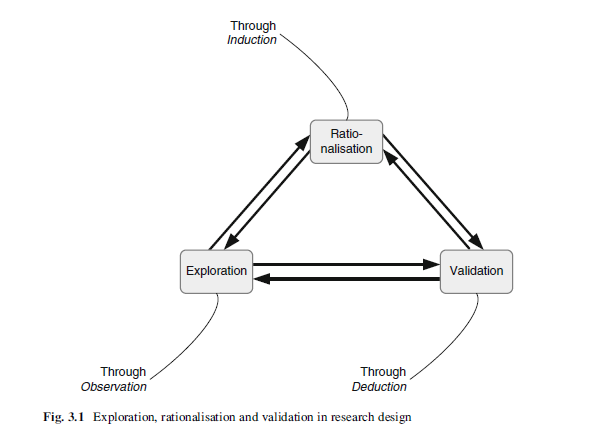 Through
Induction
Ratio-
nalisation
Exploration
Validation
Through
Observation
Through
Deduction
Fig. 3.1 Exploration, rationalisation and validation in research design